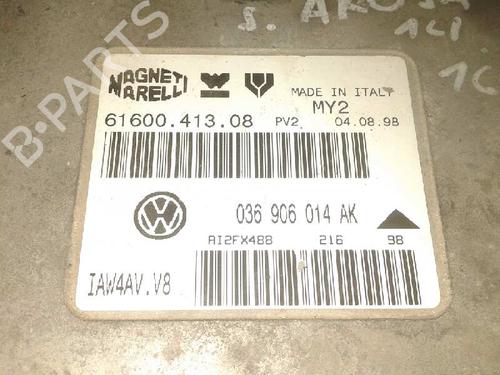 S. AROSA
1.4I
B-PARTS
MAGNETI
MARELLI
MADE IN ITALY
MY2
61600.413.08 PV2 04.08.98
036 906 014 AK
AI2FX488 216 98
IAW4AV.V8